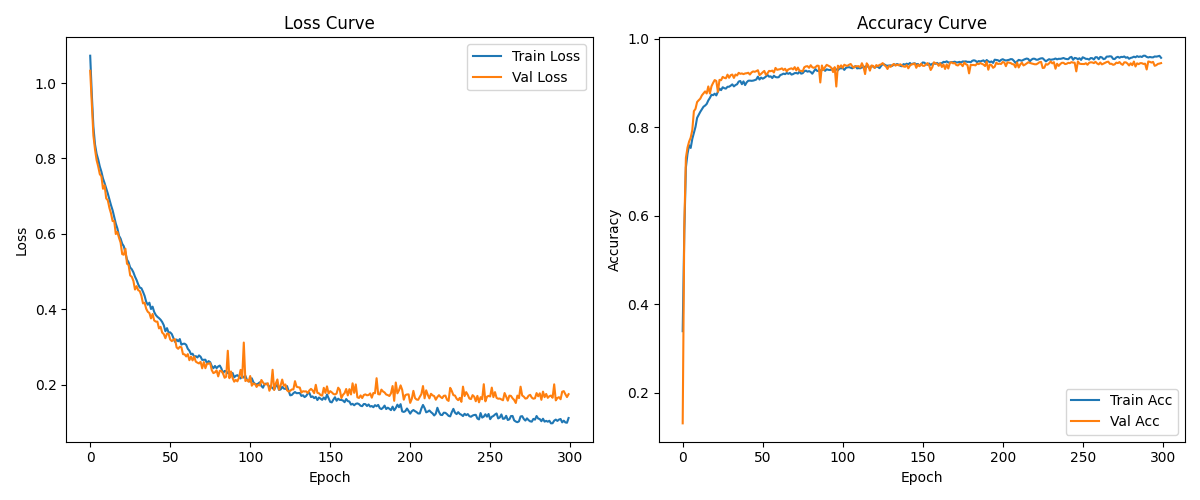 Loss Curve
Train Loss
Val Loss
Loss
1.0
0.8
0.6
0.4
0.2
0 50 100 150 200 250 300
Epoch
Accuracy Curve
Accuracy
1.0
0.8
0.6
0.4
0.2
Train Acc
Val Acc
0 50 100 150 200 250 300
Epoch